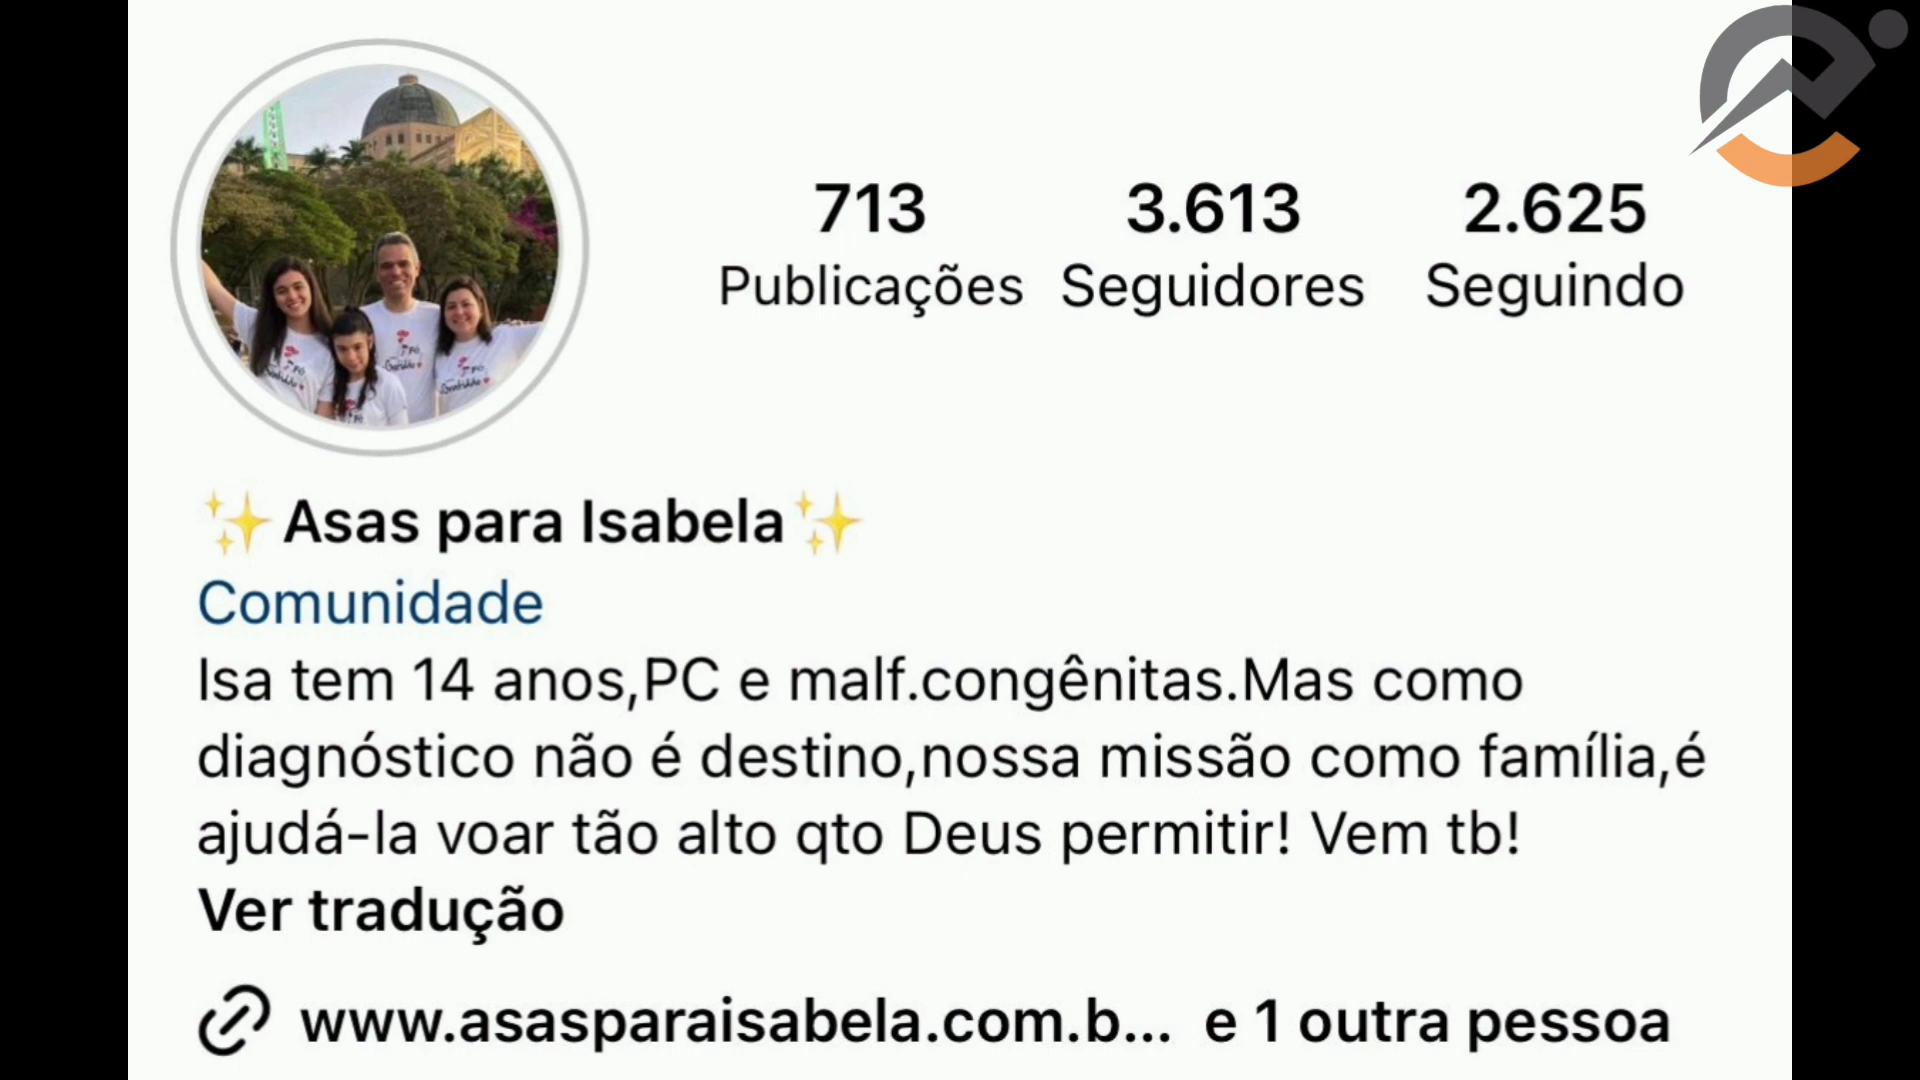 713 3.613 2.625
Publicações Seguidores Seguindo
✨Asas para Isabela✨
Comunidade
Isa tem 14 anos,PC e malf.congênitas.Mas como
diagnóstico não é destino,nossa missão como família,é
ajudá-la voar tão alto qto Deus permitir! Vem tb!
Ver tradução
www.asasparaisabela.com.b... e 1 outra pessoa